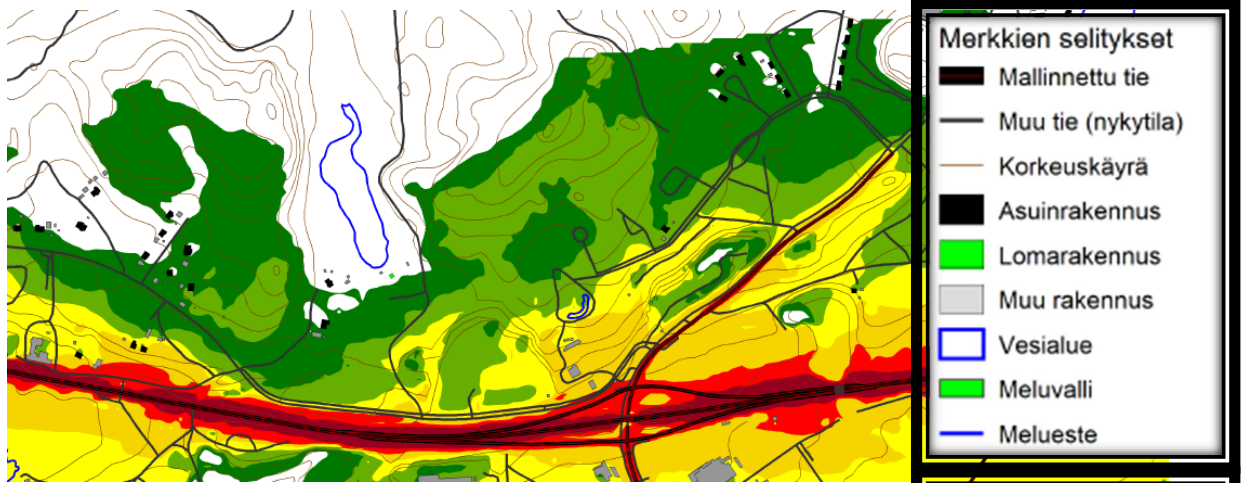 Merkkien selitykset
Mallinnettu tie
Muu tie (nykytila)
Korkeuskäyrä
Asuinrakennus
Lomarakennus
Muu rakennus
Vesialue
Meluvalli
Melueste